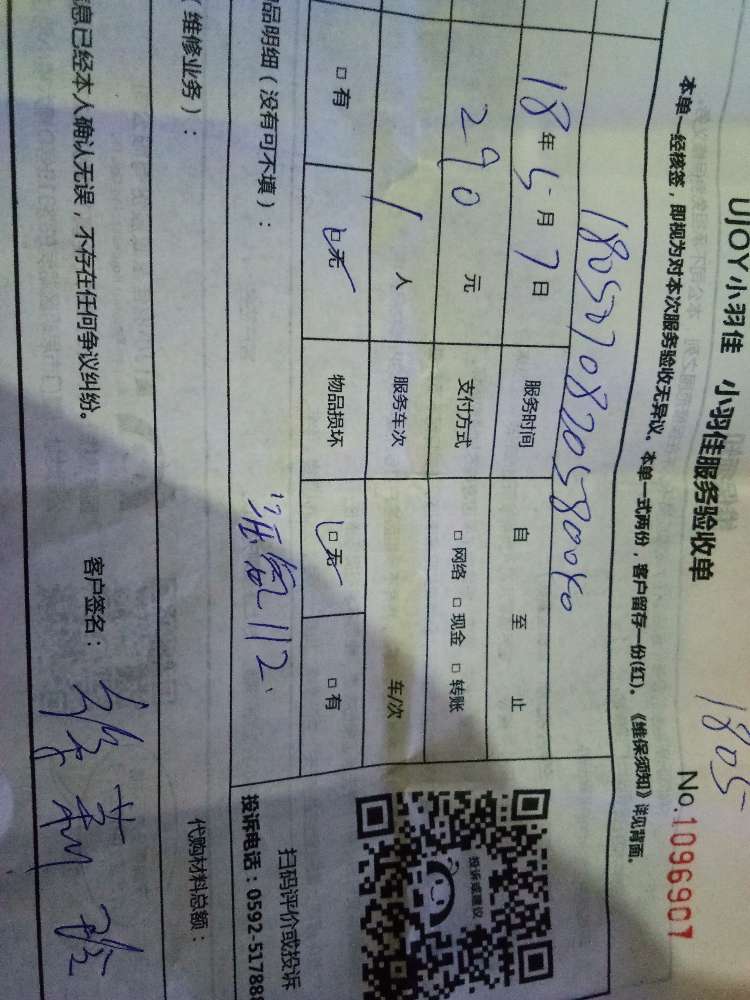 1805
UJOY小羽佳 小羽佳服务验收单
No.1096907
本单一经核签，即视为对本次服务验收无异议。本单一式两份，客户留存一份(红)。《维保须知》详见背面。
18年5月7日 服务时间 自 至 止
290 元 支付方式 □网络 □现金 □转账
1 人 服务车次 车/次
□有 □无 物品损坏 □无 □有
品明细（没有可不填）：
112
扫码评价或投诉
投诉或建议
投诉电话：0592-517888
（维修业务）：
代购材料总额：
息已经本人确认无误，不存在任何争议纠纷。 客户签名：